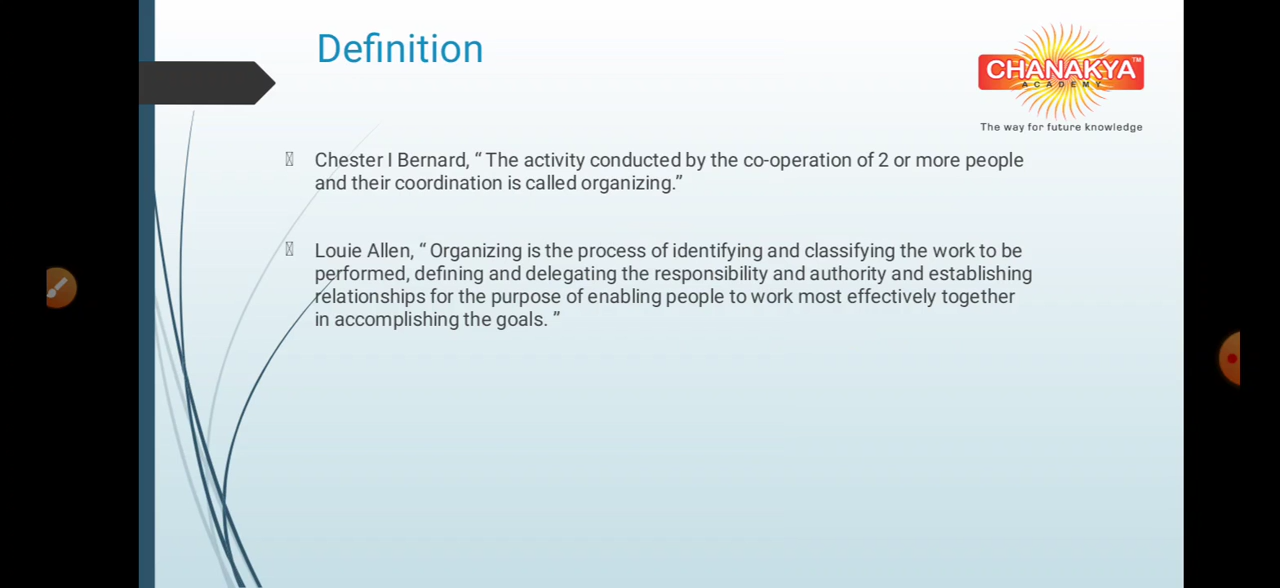 Definition
CHANAKYA™
ACADEMY
The way for future knowledge
Chester I Bernard, “ The activity conducted by the co-operation of 2 or more people
and their coordination is called organizing.”
Louie Allen, “ Organizing is the process of identifying and classifying the work to be
performed, defining and delegating the responsibility and authority and establishing
relationships for the purpose of enabling people to work most effectively together
in accomplishing the goals. ”